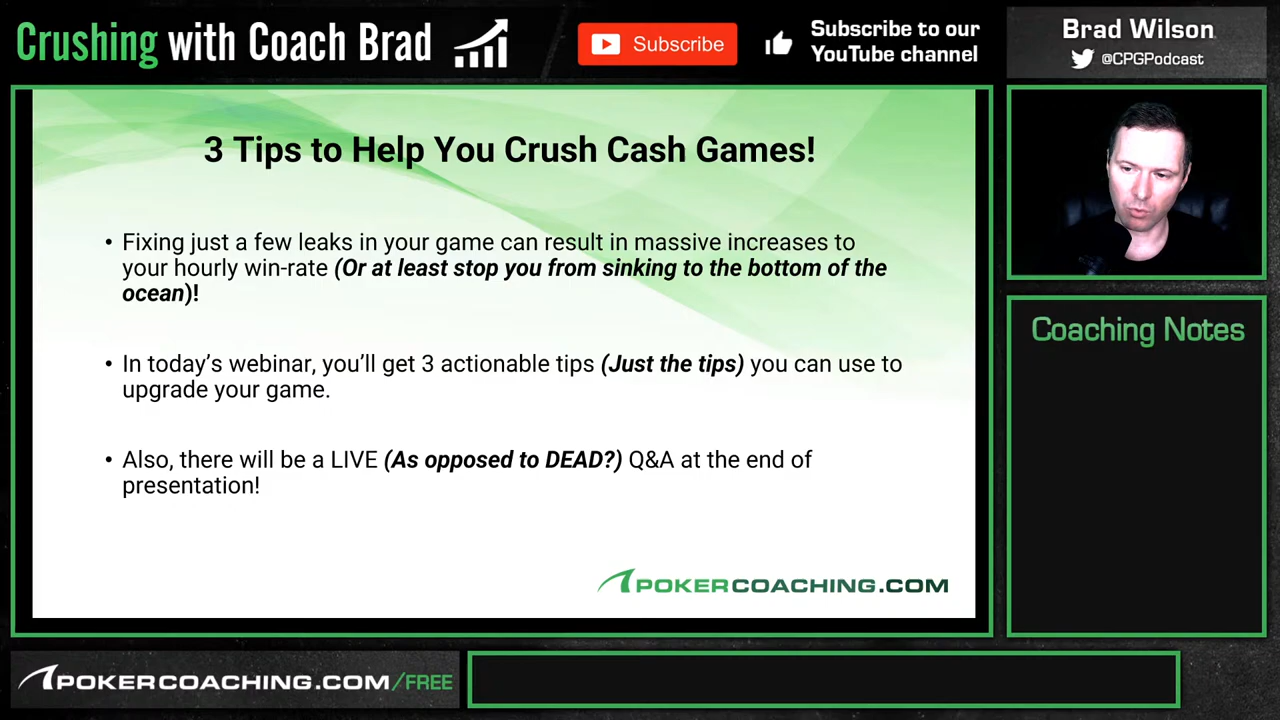 Crushing with Coach Brad
Subscribe
Subscribe to our
YouTube channel
Brad Wilson
@CPGPodcast
3 Tips to Help You Crush Cash Games!
• Fixing just a few leaks in your game can result in massive increases to
your hourly win-rate (Or at least stop you from sinking to the bottom of the
ocean)!
• In today’s webinar, you’ll get 3 actionable tips (Just the tips) you can use to
upgrade your game.
• Also, there will be a LIVE (As opposed to DEAD?) Q&A at the end of
presentation!
POKERCOACHING.COM
Coaching Notes
POKERCOACHING.COM/FREE